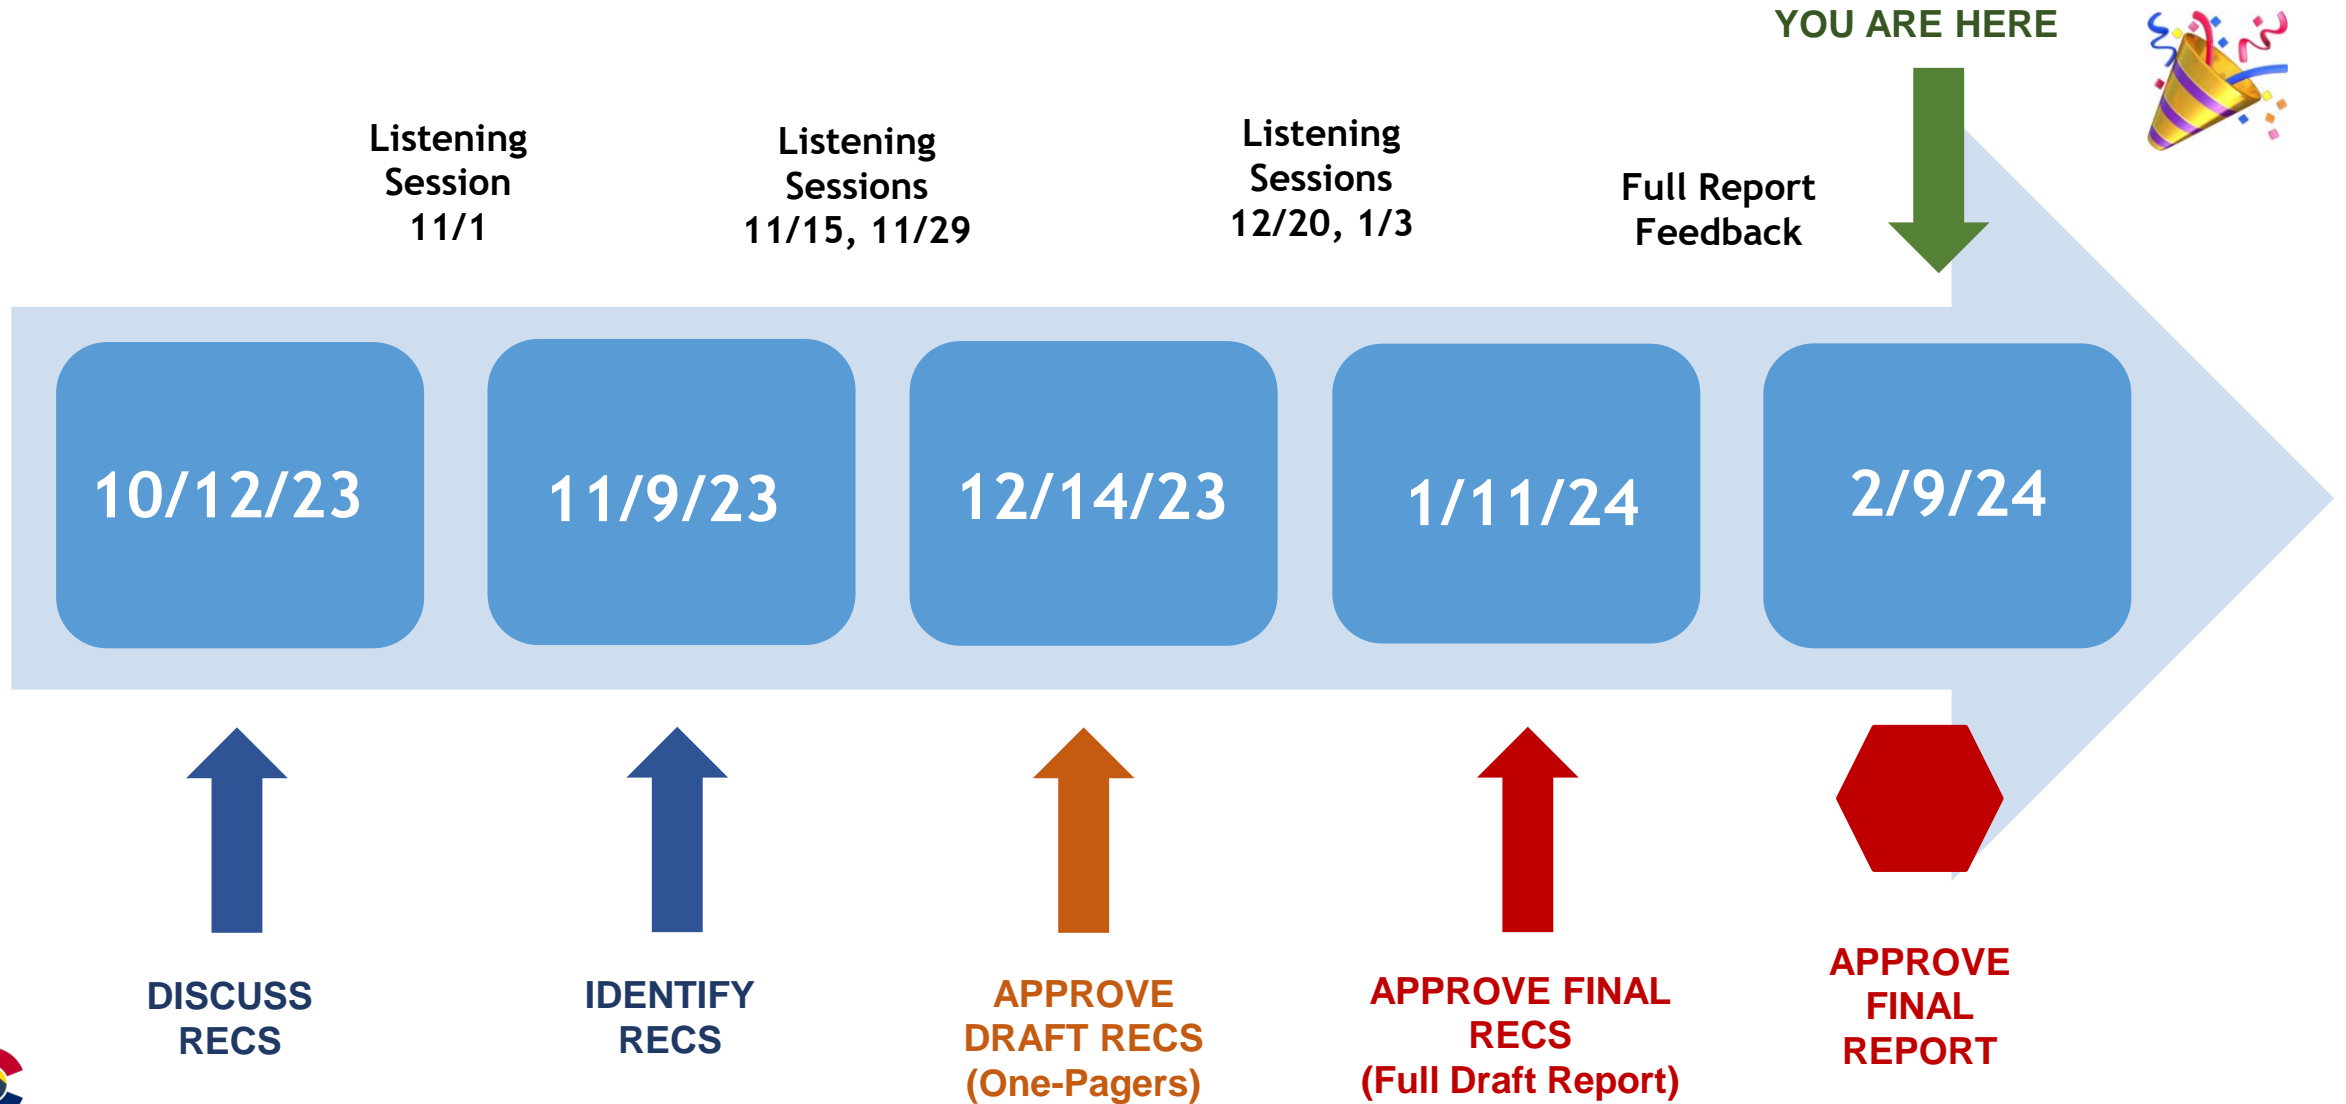 YOU ARE HERE
Listening
Session
11/1
Listening
Sessions
11/15, 11/29
Listening
Sessions
12/20, 1/3
Full Report
Feedback
10/12/23
11/9/23
12/14/23
1/11/24
2/9/24
DISCUSS
RECS
IDENTIFY
RECS
APPROVE
DRAFT RECS
(One-Pagers)
APPROVE FINAL
RECS
(Full Draft Report)
APPROVE
FINAL
REPORT